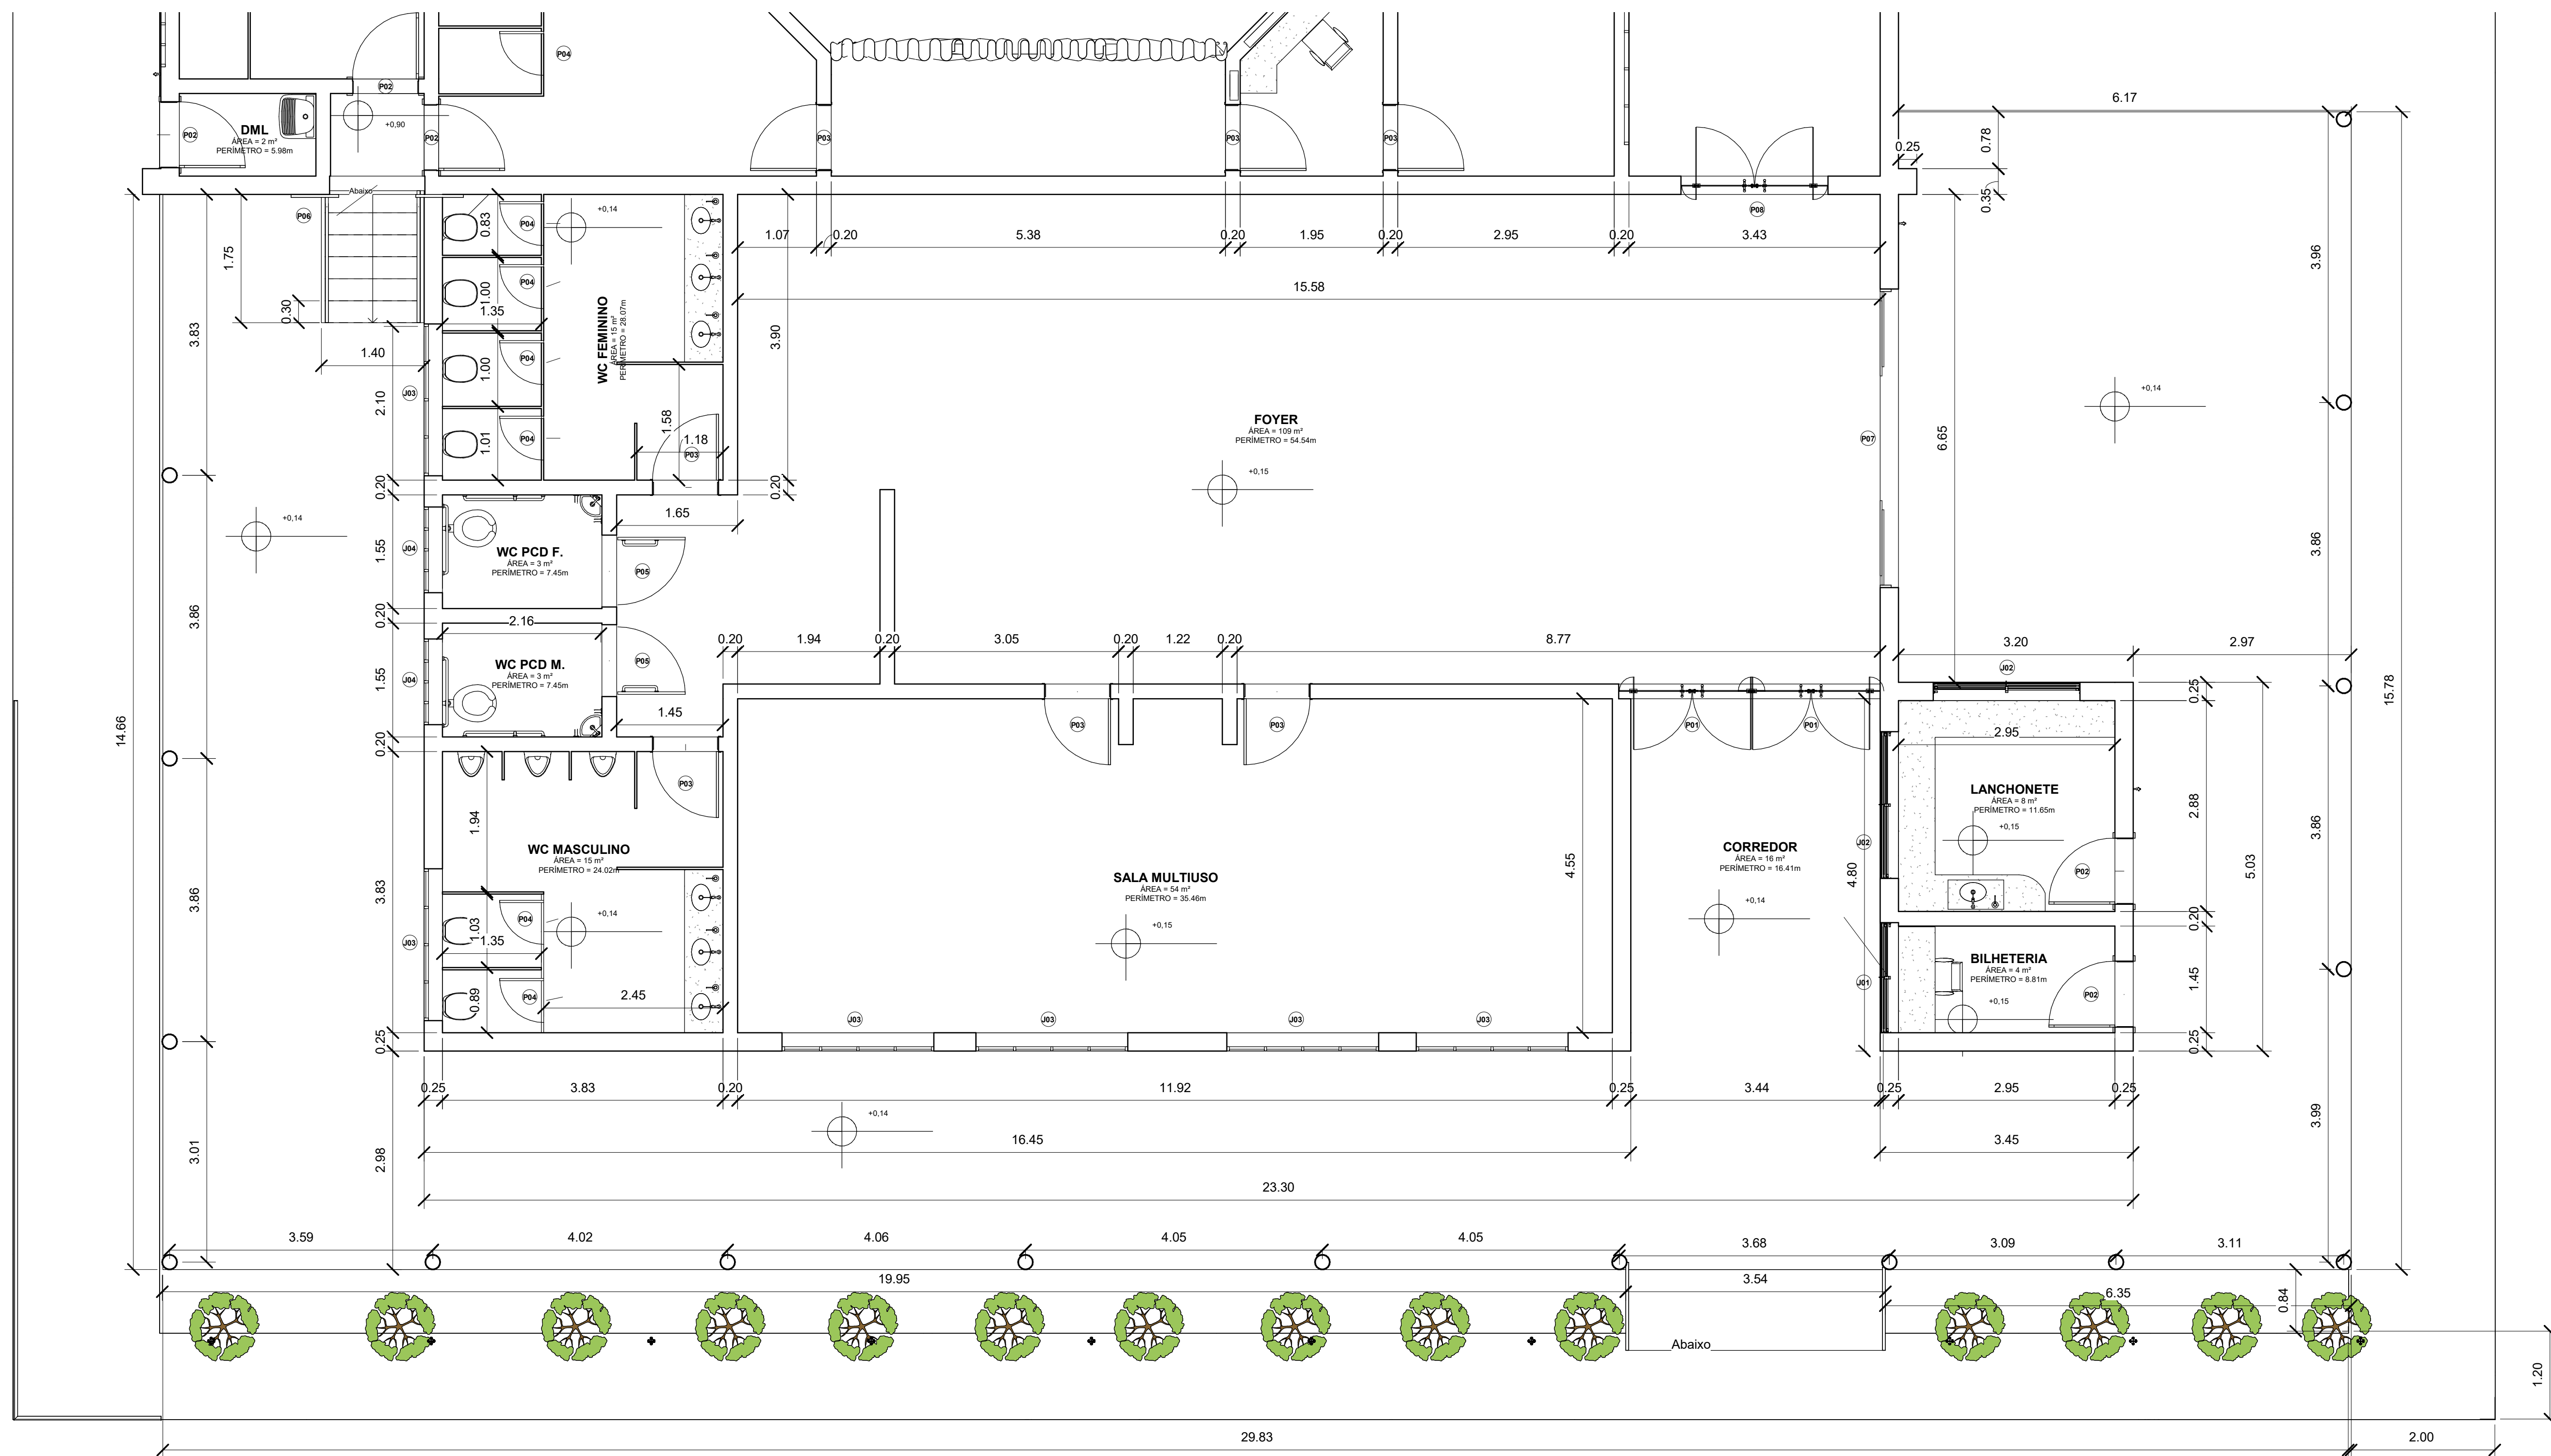 P04
P02
6.17
+0,90
DML
ÁREA = 2 m²
PERÍMETRO = 5.98m
P02
P02
P03
P03
P03
0.78
0.25
Abaixo
0.35
P06
0.83
P04
+0,14
P08
1.07
0.20
5.38
0.20
1.95
0.20
2.95
0.20
3.43
1.75
3.96
0.30
1.00
P04
1.35
15.58
3.83
1.40
1.00
P04
WC FEMININO
ÁREA = 15 m²
PERÍMETRO = 28.07m
3.90
J03
2.10
+0,14
1.01
P04
1.58
1.18
P03
FOYER
ÁREA = 109 m²
PERÍMETRO = 54.54m
+0,15
P07
6.65
0.20
0.20
+0,14
1.65
3.86
J04
1.55
WC PCD F.
ÁREA = 3 m²
PERÍMETRO = 7.45m
P05
3.86
0.20
2.16
0.20
1.94
0.20
3.05
0.20
1.22
0.20
8.77
3.20
2.97
WC PCD M.
ÁREA = 3 m²
PERÍMETRO = 7.45m
P05
J04
1.55
J02
0.25
15.78
14.66
1.45
P03
P03
P01
P01
2.95
0.20
P03
LANCHONETE
ÁREA = 8 m²
PERÍMETRO = 11.65m
+0,15
2.88
3.86
1.94
WC MASCULINO
ÁREA = 15 m²
PERÍMETRO = 24.02m
4.55
CORREDOR
ÁREA = 16 m²
PERÍMETRO = 16.41m
J02
4.80
P02
5.03
3.86
3.83
SALA MULTIUSO
ÁREA = 54 m²
PERÍMETRO = 35.46m
+0,15
+0,14
+0,14
P04
1.03
1.35
J03
0.20
BILHETERIA
ÁREA = 4 m²
PERÍMETRO = 8.81m
+0,15
P02
J01
1.45
0.89
P04
2.45
J03
J03
J03
J03
0.25
0.25
0.25
3.83
0.20
11.92
0.25
3.44
0.25
2.95
0.25
+0,14
3.99
3.01
2.98
16.45
3.45
23.30
3.59
4.02
4.06
4.05
4.05
3.68
3.09
3.11
19.95
3.54
6.35
0.84
Abaixo
1.20
29.83
2.00